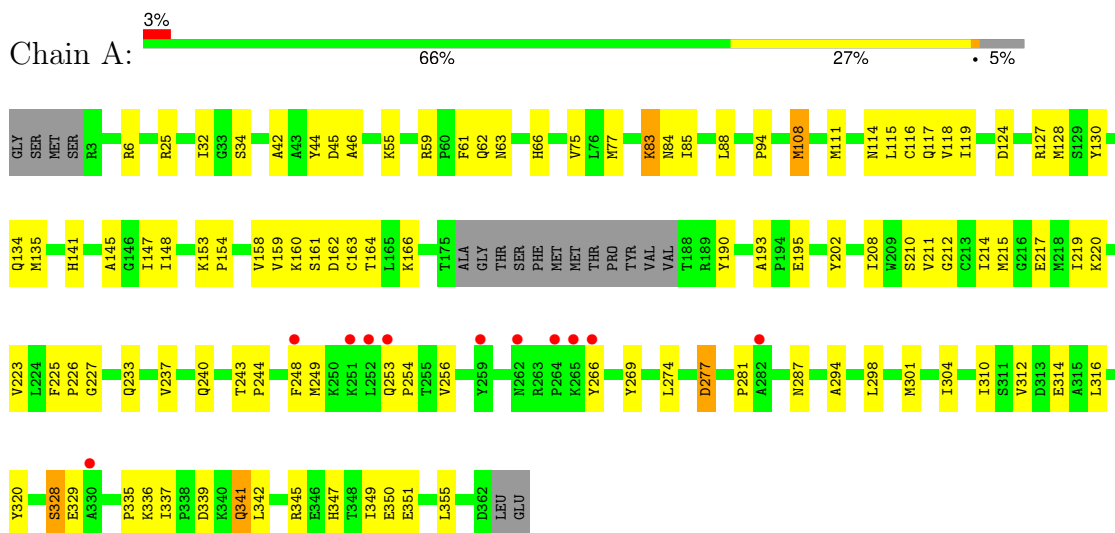 3%
Chain A:
66% 27% • 5%
GLY SER MET SER R3 R6 R25 I32 G33 S34 A42 A43 Y44 D45 A46 K55 R59 P60 F61 Q62 N63 H66 V75 L76 M77 K83 N84 I85 L88 P94 M108 M111 N114 L115 C116 Q117 V118 I119 D124 R127 M128 S129 Y130
Q134 M135 H141 A145 G146 I147 I148 K153 P154 V158 V159 K160 S161 D162 C163 T164 L165 K166 T175 ALA GLY THR SER PHE MET MET THR PRO TYR VAL VAL T188 R189 Y190 A193 P194 E195 Y202 I208 W209 S210 V211 G212 C213 I214 M215 G216 E217 M218 I219 K220
V223 L224 F225 P226 G227 Q233 V237 Q240 T243 P244 F248 M249 K250 K251 L252 Q253 P254 T255 V256 Y259 N262 R263 P264 K265 Y266 Y269 L274 D277 P281 A282 N287 A294 L298 M301 I304 I310 S311 V312 D313 E314 A315 L316
Y320 S328 E329 A330 P335 K336 I337 P338 D339 K340 Q341 L342 R345 E346 H347 T348 I349 E350 E351 L355 D362 LEU GLU